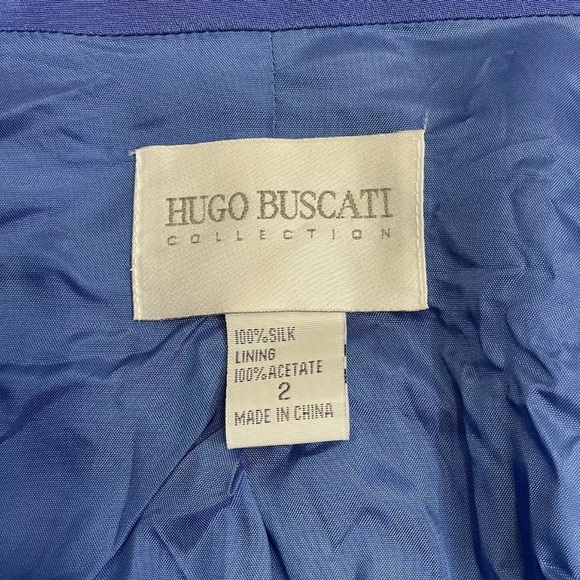 HUGO BUSCATI
COLLECTION
100%SILK
LINING
100%ACETATE
2
MADE IN CHINA